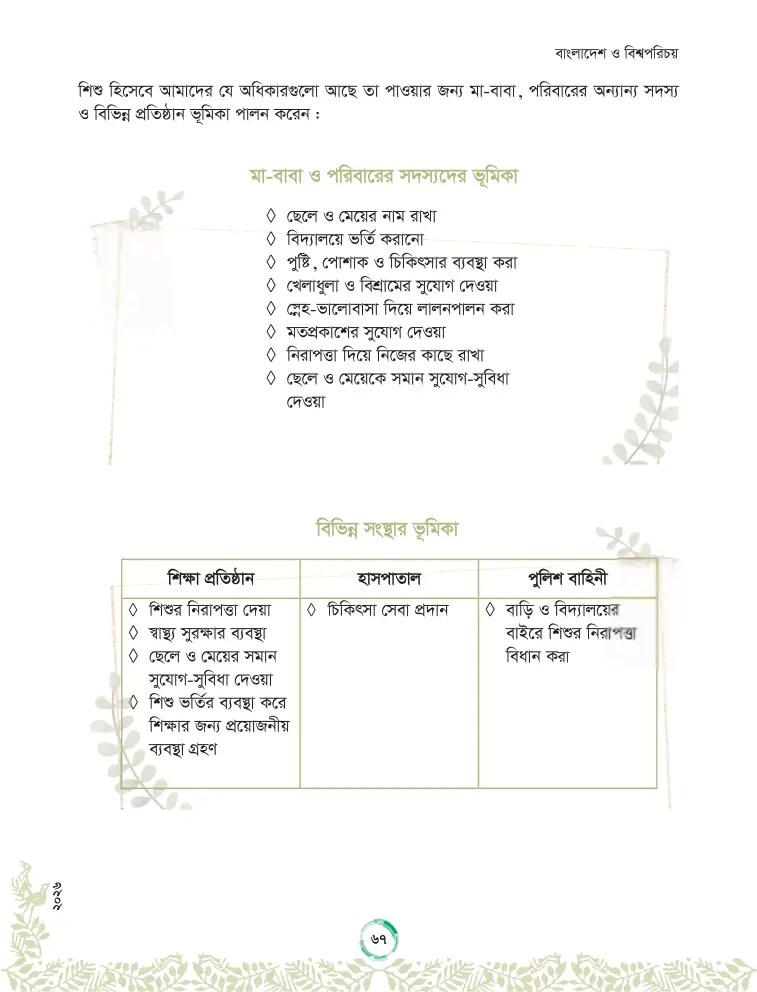 বাংলাদেশ ও বিশ্বপরিচয়
শিশু হিসেবে আমাদের যে অধিকারগুলো আছে তা পাওয়ার জন্য মা-বাবা, পরিবারের অন্যান্য সদস্য
ও বিভিন্ন প্রতিষ্ঠান ভূমিকা পালন করেন :
মা-বাবা ও পরিবারের সদস্যদের ভূমিকা
◊ ছেলে ও মেয়ের নাম রাখা
◊ বিদ্যালয়ে ভর্তি করানো
◊ পুষ্টি, পোশাক ও চিকিৎসার ব্যবস্থা করা
◊ খেলাধুলা ও বিশ্রামের সুযোগ দেওয়া
◊ স্নেহ-ভালোবাসা দিয়ে লালনপালন করা
◊ মতপ্রকাশের সুযোগ দেওয়া
◊ নিরাপত্তা দিয়ে নিজের কাছে রাখা
◊ ছেলে ও মেয়েকে সমান সুযোগ-সুবিধা
দেওয়া
বিভিন্ন সংস্থার ভূমিকা
শিক্ষা প্রতিষ্ঠান
◊ শিশুর নিরাপত্তা দেয়া
◊ স্বাস্থ্য সুরক্ষার ব্যবস্থা
◊ ছেলে ও মেয়ের সমান
সুযোগ-সুবিধা দেওয়া
◊ শিশু ভর্তির ব্যবস্থা করে
শিক্ষার জন্য প্রয়োজনীয়
ব্যবস্থা গ্রহণ
হাসপাতাল
◊ চিকিৎসা সেবা প্রদান
পুলিশ বাহিনী
◊ বাড়ি ও বিদ্যালয়ের
বাইরে শিশুর নিরাপত্তা
বিধান করা
২০২৬
৬৭